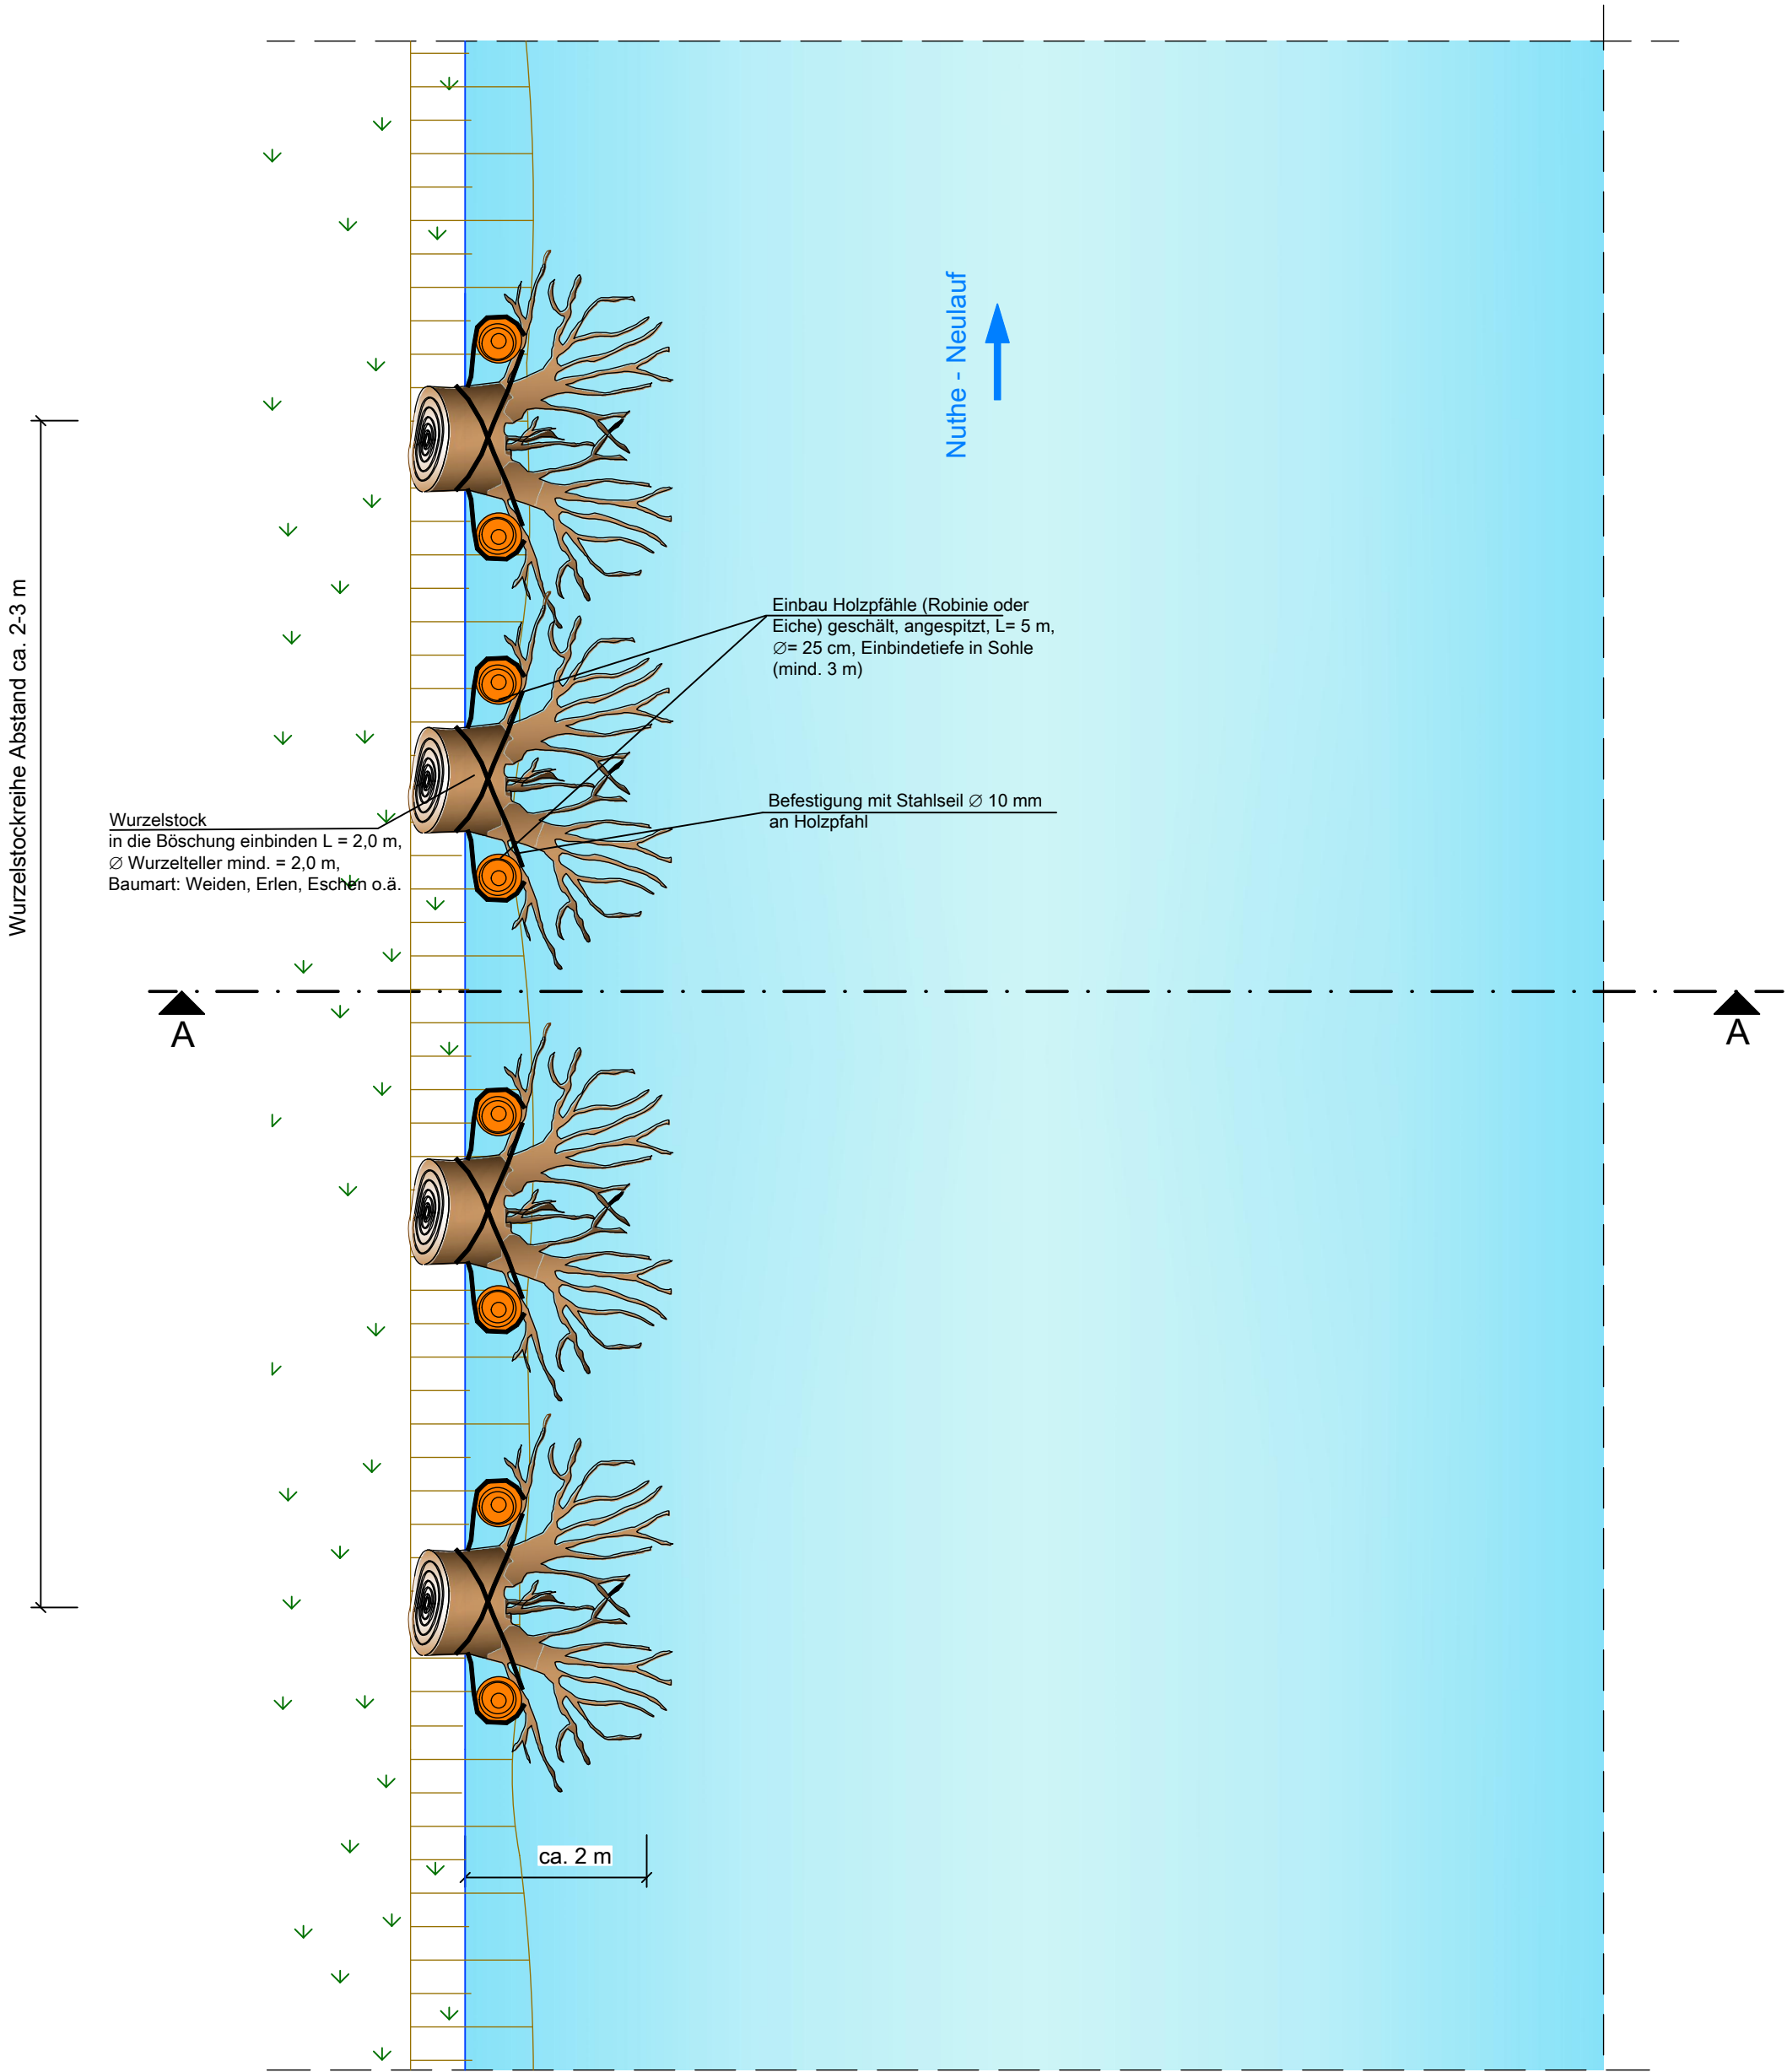 Nuthe - Neulauf
Wurzelstockreihe Abstand ca. 2-3 m
Einbau Holzpfähle (Robinie oder
Eiche) geschält, angespitzt, L= 5 m,
∅= 25 cm, Einbindetiefe in Sohle
(mind. 3 m)
Befestigung mit Stahlseil ∅ 10 mm
an Holzpfahl
Wurzelstock
in die Böschung einbinden L = 2,0 m,
∅ Wurzelteller mind. = 2,0 m,
Baumart: Weiden, Erlen, Eschen o.ä.
A
A
ca. 2 m